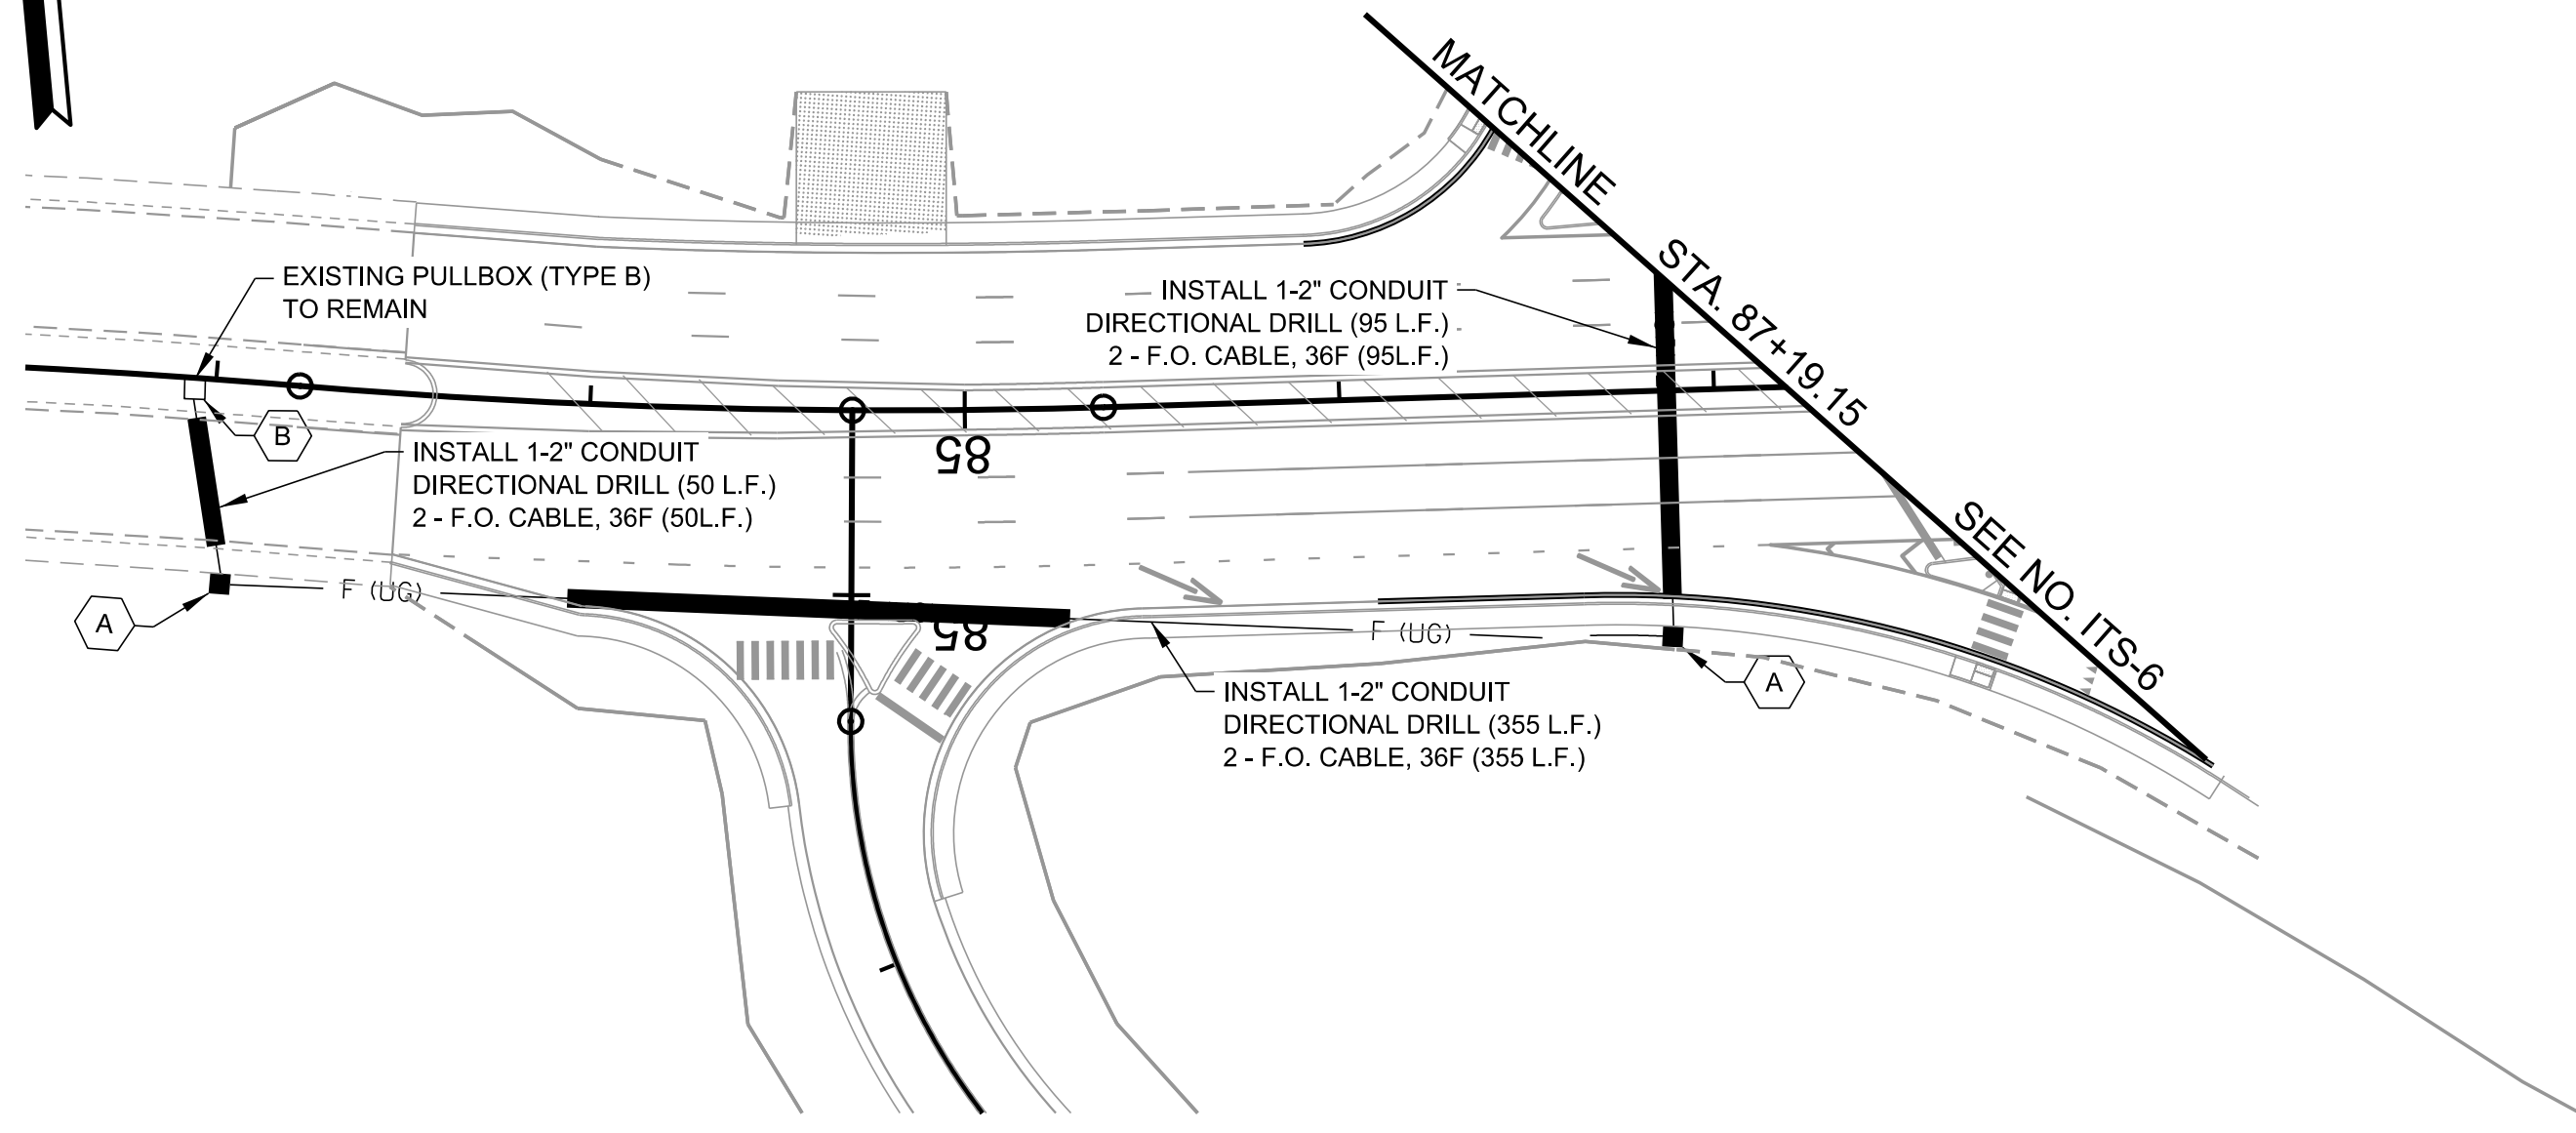 MATCHLINE
STA. 87+19.15
SEE NO. ITS-6
EXISTING PULLBOX (TYPE B)
TO REMAIN
INSTALL 1-2" CONDUIT
DIRECTIONAL DRILL (95 L.F.)
2 - F.O. CABLE, 36F (95L.F.)
B
85
INSTALL 1-2" CONDUIT
DIRECTIONAL DRILL (50 L.F.)
2 - F.O. CABLE, 36F (50L.F.)
A
F (UG)
85
F (UG)
A
INSTALL 1-2" CONDUIT
DIRECTIONAL DRILL (355 L.F.)
2 - F.O. CABLE, 36F (355 L.F.)